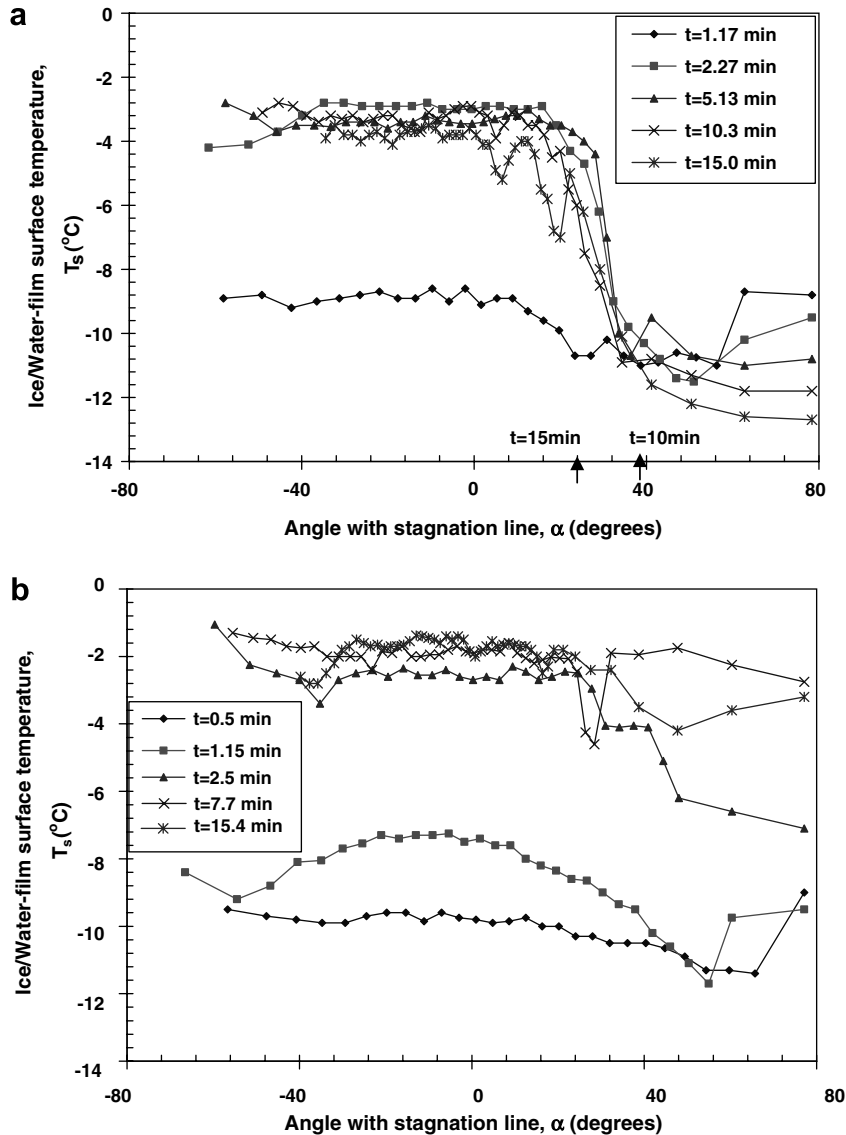 a
0
-2
-4
-6
-8
-10
-12
-14
-80
-40
0
40
80
Ice/Water-film surface temperature,
Ts (°C)
t=1.17 min
t=2.27 min
t=5.13 min
t=10.3 min
t=15.0 min
t=15min
t=10min
Angle with stagnation line, α (degrees)
b
0
-2
-4
-6
-8
-10
-12
-14
-80
-40
0
40
80
Ice/Water-film surface temperature,
Ts (°C)
t=0.5 min
t=1.15 min
t=2.5 min
t=7.7 min
t=15.4 min
Angle with stagnation line, α (degrees)